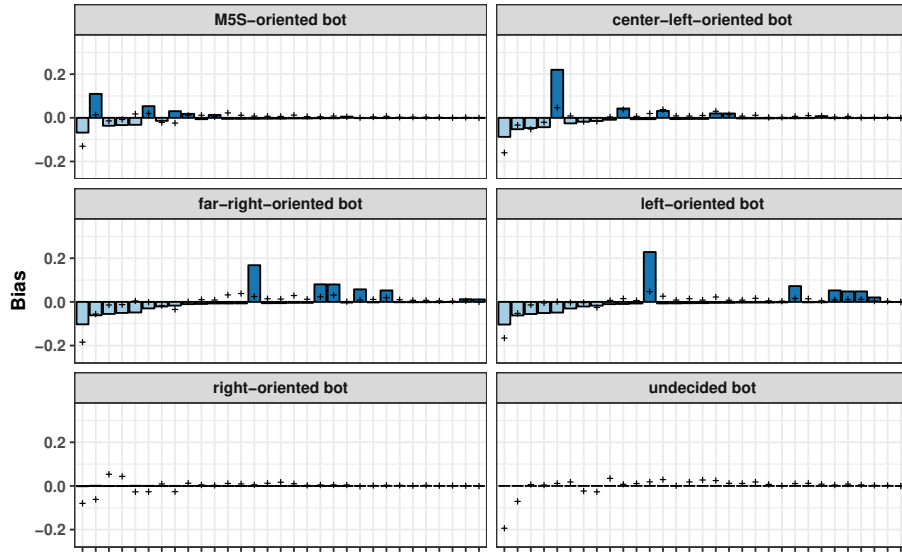 M5S−oriented bot
center−left−oriented bot
0.2
0.0
−0.2
far−right−oriented bot
left−oriented bot
0.2
0.0
−0.2
Bias
right−oriented bot
undecided bot
0.2
0.0
−0.2